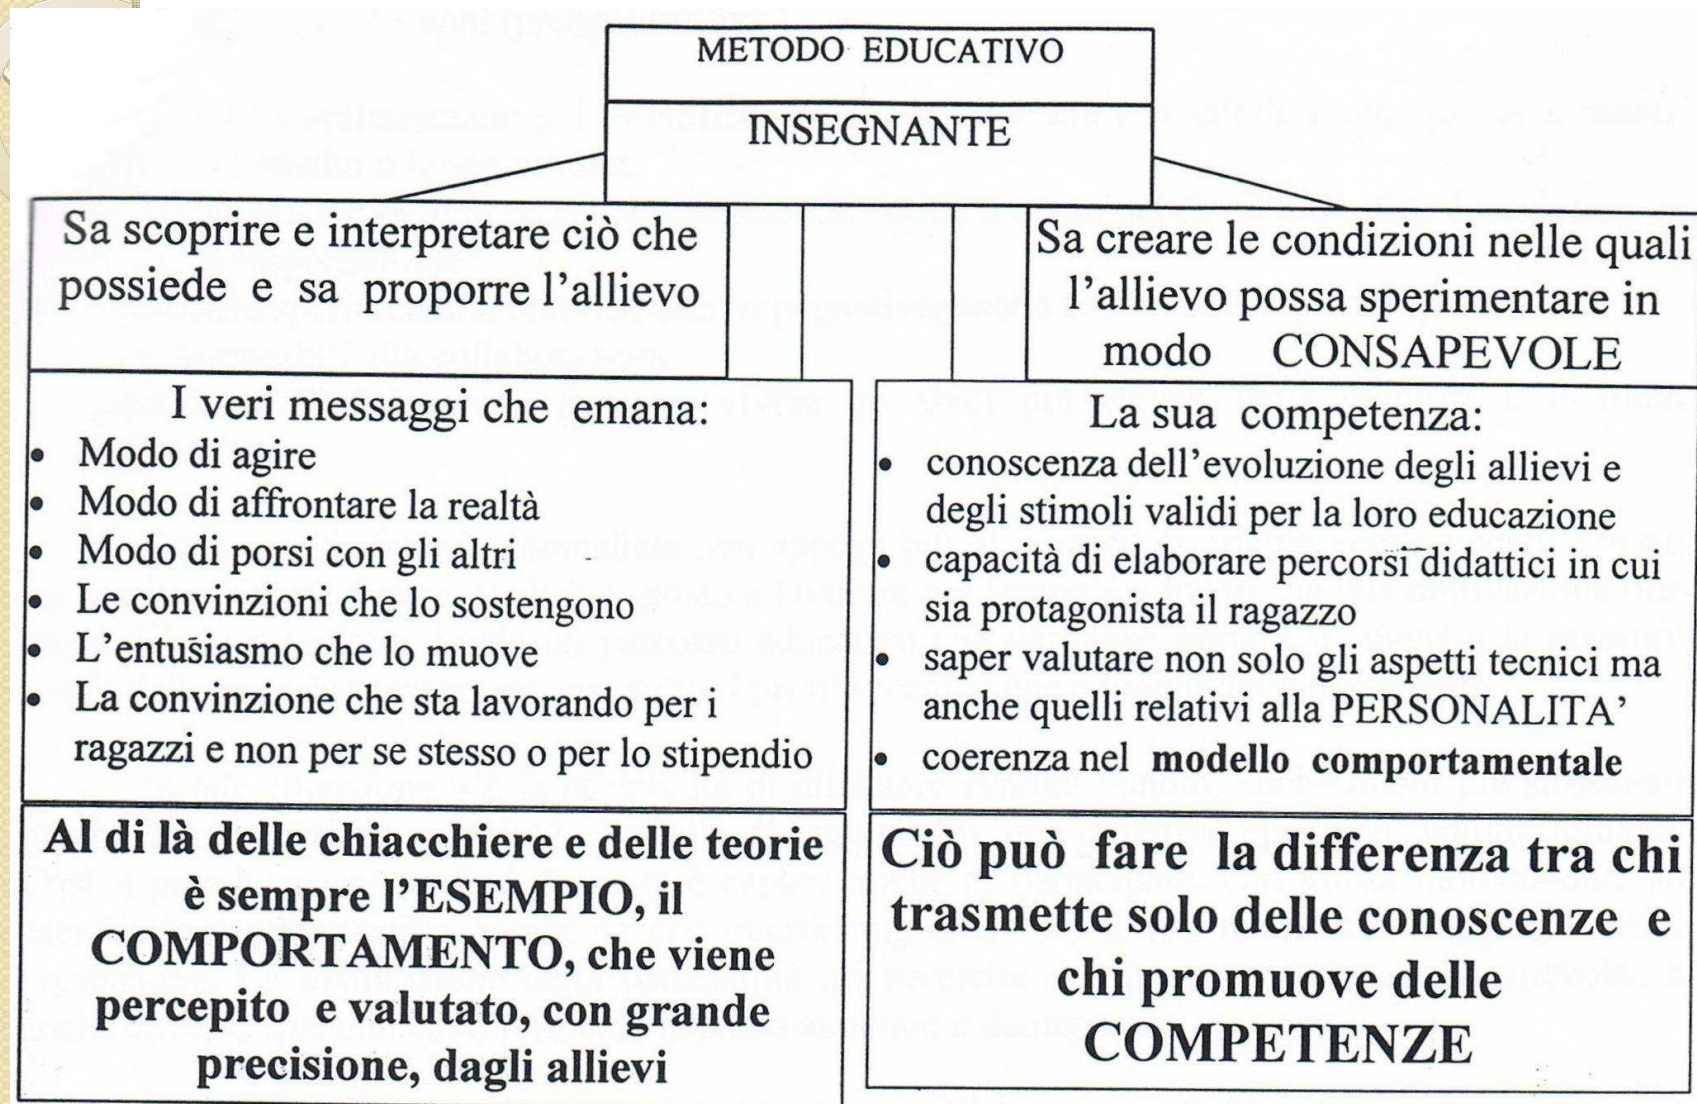 METODO EDUCATIVO
INSEGNANTE
Sa scoprire e interpretare ciò che
possiede e sa proporre l'allievo
Sa creare le condizioni nelle quali
l'allievo possa sperimentare in
modo CONSAPEVOLE
I veri messaggi che emana:
• Modo di agire
• Modo di affrontare la realtà
• Modo di porsi con gli altri
• Le convinzioni che lo sostengono
• L'entusiasmo che lo muove
• La convinzione che sta lavorando per i
ragazzi e non per se stesso o per lo stipendio
La sua competenza:
• conoscenza dell'evoluzione degli allievi e
degli stimoli validi per la loro educazione
• capacità di elaborare percorsi didattici in cui
sia protagonista il ragazzo
• saper valutare non solo gli aspetti tecnici ma
anche quelli relativi alla PERSONALITA'
• coerenza nel modello comportamentale
Al di là delle chiacchiere e delle teorie
è sempre l'ESEMPIO, il
COMPORTAMENTO, che viene
percepito e valutato, con grande
precisione, dagli allievi
Ciò può fare la differenza tra chi
trasmette solo delle conoscenze e
chi promuove delle
COMPETENZE